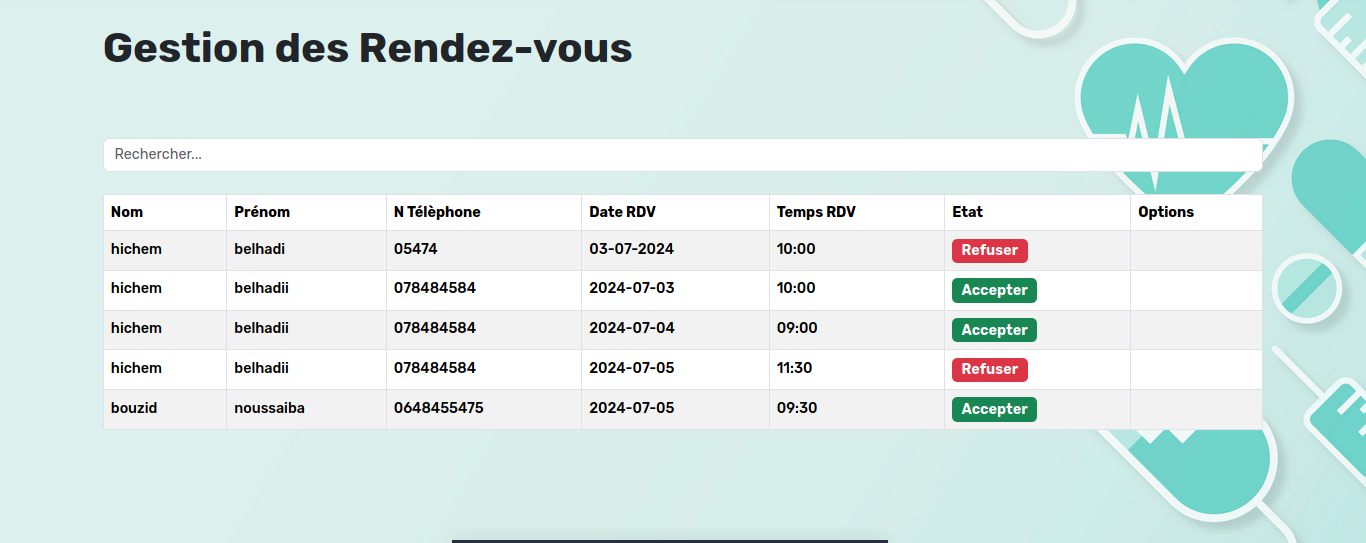 Gestion des Rendez-vous
Rechercher...
Nom Prénom N Télèphone Date RDV Temps RDV Etat Options
hichem belhadi 05474 03-07-2024 10:00 Refuser
hichem belhadii 078484584 2024-07-03 10:00 Accepter
hichem belhadii 078484584 2024-07-04 09:00 Accepter
hichem belhadii 078484584 2024-07-05 11:30 Refuser
bouzid noussaiba 0648455475 2024-07-05 09:30 Accepter